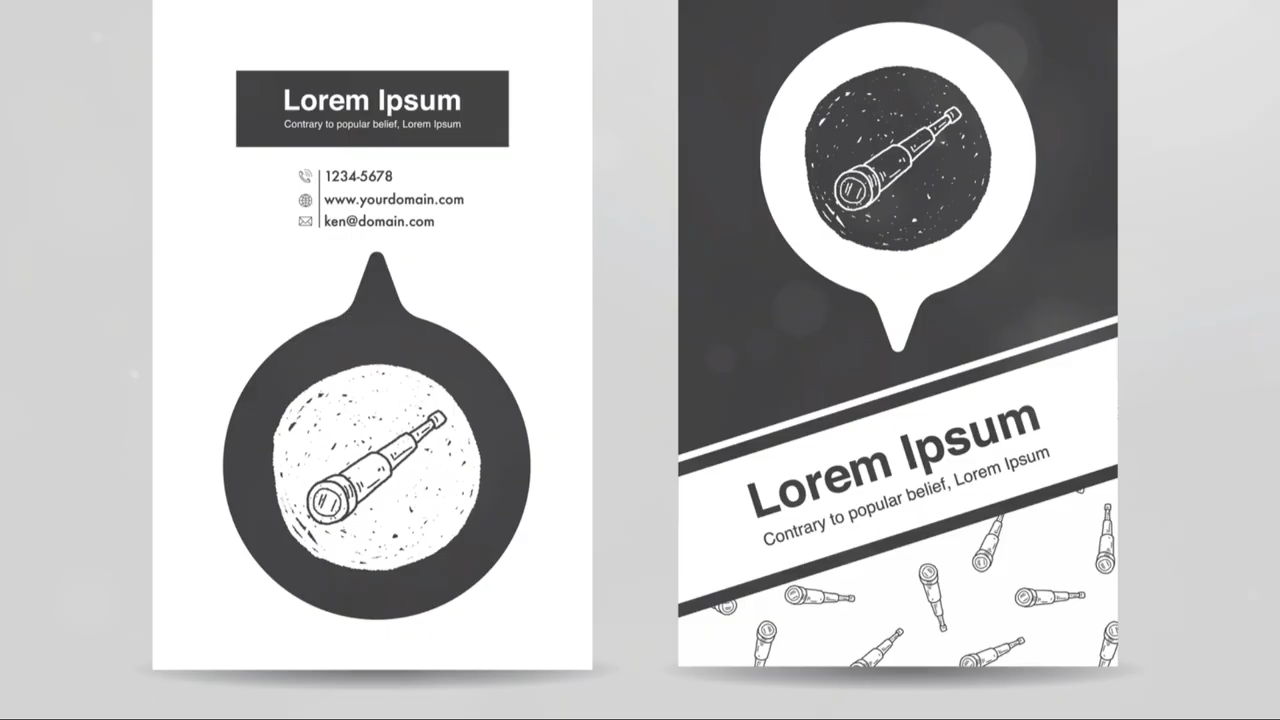 Lorem Ipsum
Contrary to popular belief, Lorem Ipsum
1234-5678
www.yourdomain.com
ken@domain.com
Lorem Ipsum
Contrary to popular belief, Lorem Ipsum